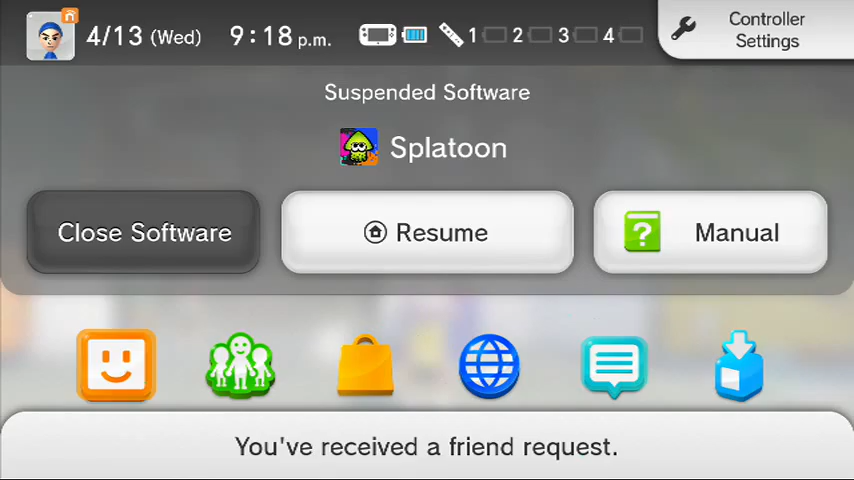 4/13 (Wed) 9:18 p.m. 1 2 3 4
Controller
Settings
Suspended Software
Splatoon
Close Software
Resume
? Manual
You've received a friend request.